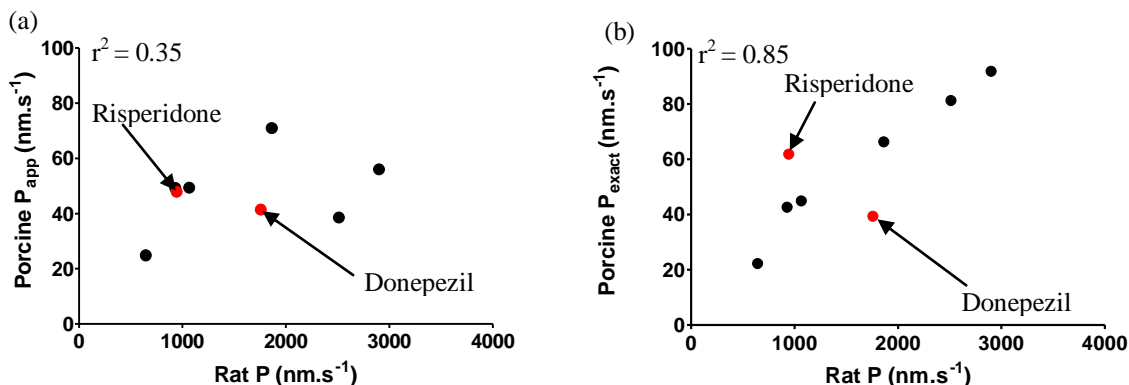 (a)
r² = 0.35
Risperidone
Donepezil
Porcine P_app (nm.s⁻¹)
100
80
60
40
20
0
0 1000 2000 3000 4000
Rat P (nm.s⁻¹)
(b)
r² = 0.85
Risperidone
Donepezil
Porcine P_exact (nm.s⁻¹)
100
80
60
40
20
0
0 1000 2000 3000 4000
Rat P (nm.s⁻¹)